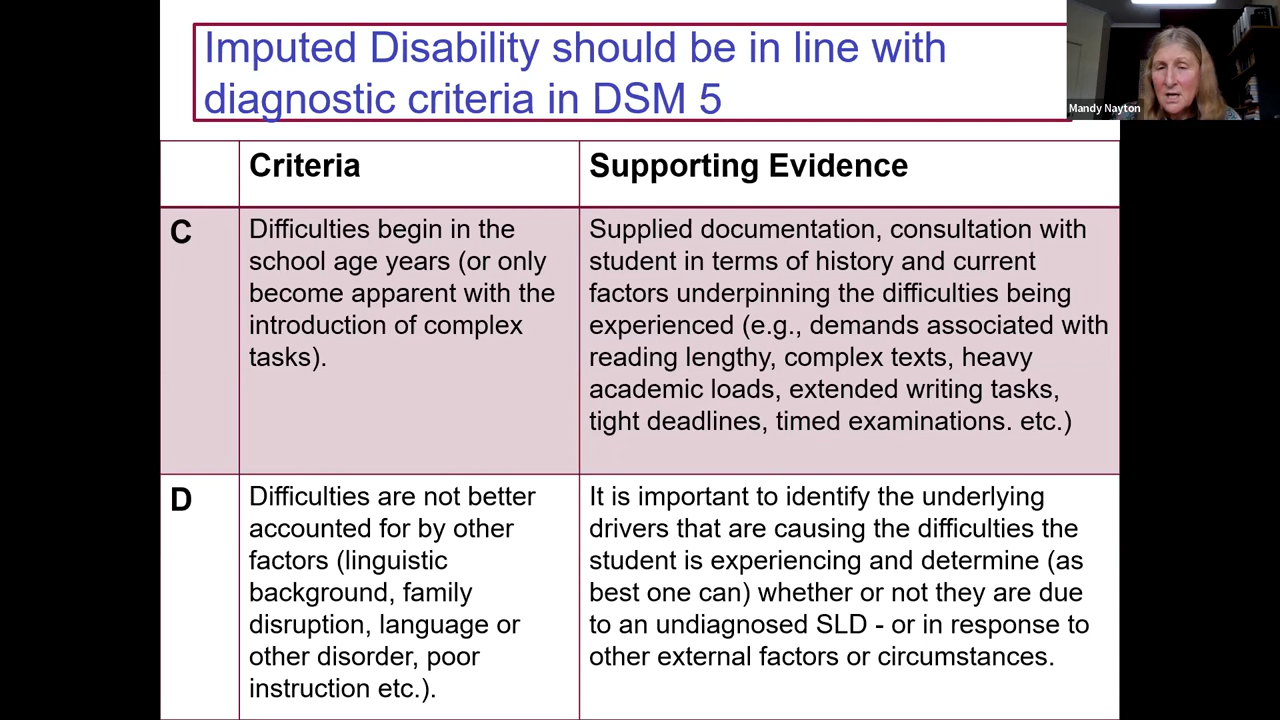 Imputed Disability should be in line with
diagnostic criteria in DSM 5
Mandy Nayton
Criteria
Supporting Evidence
C
Difficulties begin in the
school age years (or only
become apparent with the
introduction of complex
tasks).
Supplied documentation, consultation with
student in terms of history and current
factors underpinning the difficulties being
experienced (e.g., demands associated with
reading lengthy, complex texts, heavy
academic loads, extended writing tasks,
tight deadlines, timed examinations. etc.)
D
Difficulties are not better
accounted for by other
factors (linguistic
background, family
disruption, language or
other disorder, poor
instruction etc.).
It is important to identify the underlying
drivers that are causing the difficulties the
student is experiencing and determine (as
best one can) whether or not they are due
to an undiagnosed SLD - or in response to
other external factors or circumstances.